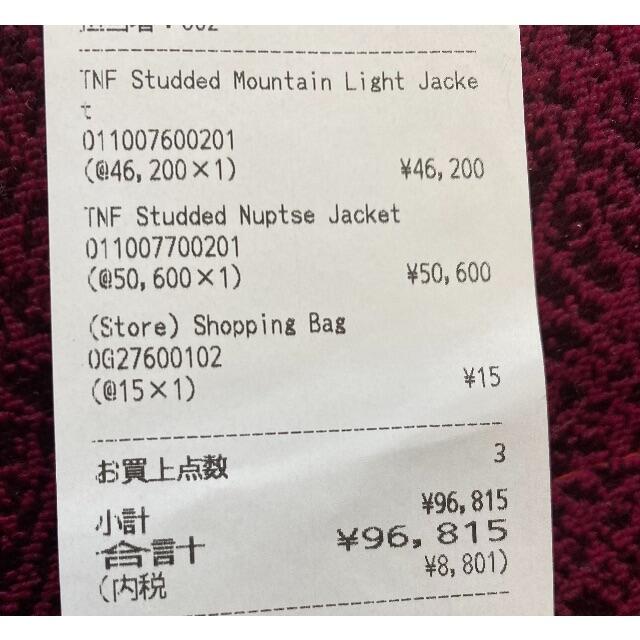 TNF Studded Mountain Light Jacke
t
011007600201
(@46,200×1) ¥46,200
TNF Studded Nuptse Jacket
011007700201
(@50,600×1) ¥50,600
(Store) Shopping Bag
0G27600102
(@15×1) ¥15
お買上点数 3
小計 ¥96,815
合計 ¥96,815
(内税 ¥8,801)